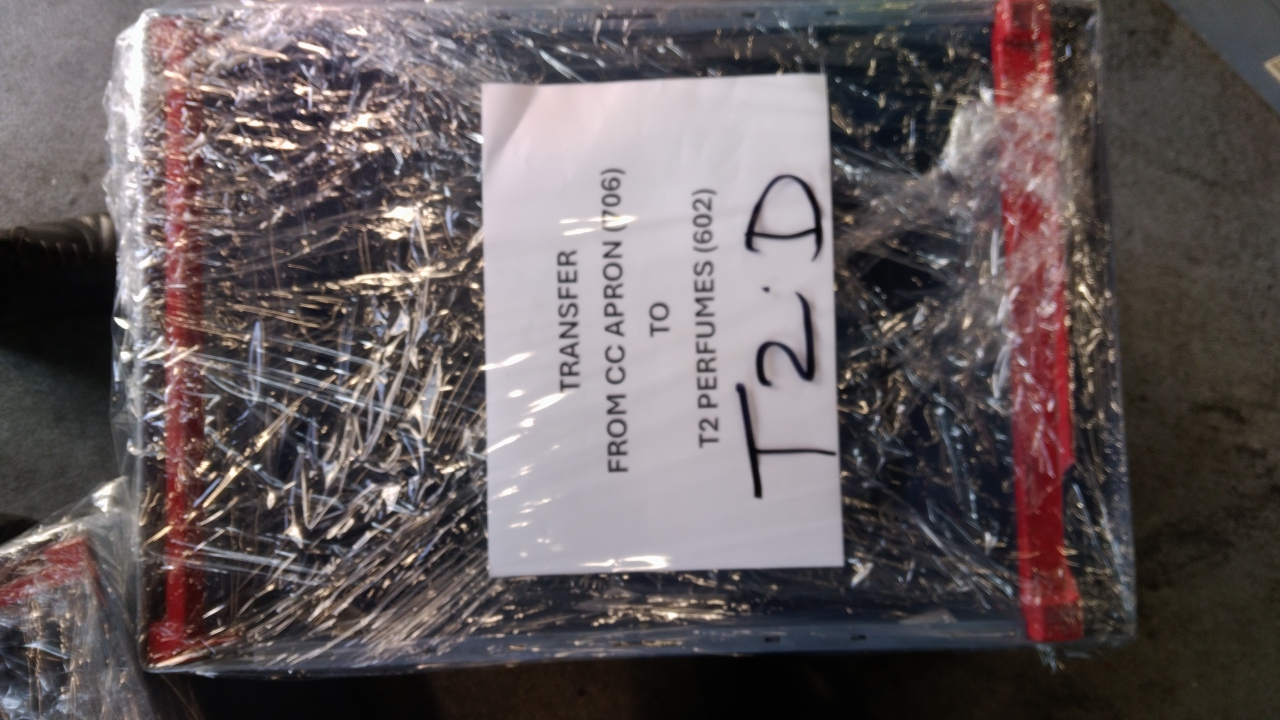 TRANSFER
FROM CC APRON (706)
TO
T2 PERFUMES (602)
T2.D